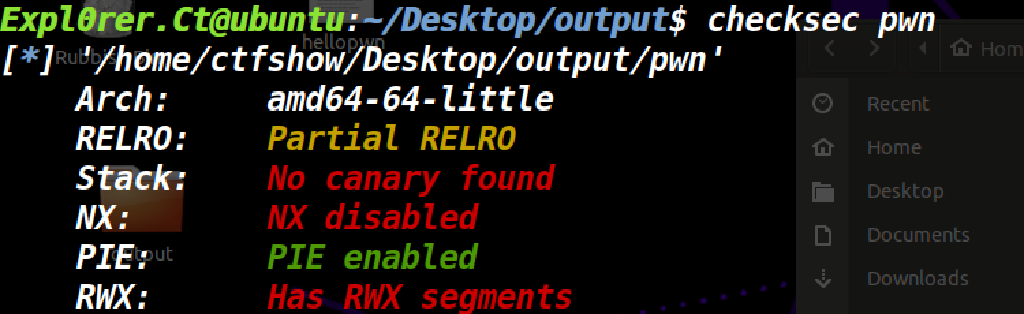 Expl0rer.Ct@ubuntu:~/Desktop/output$ checksec pwn
hellopwn
[*] '/home/ctfshow/Desktop/output/pwn'
Arch: amd64-64-little
RELRO: Partial RELRO
Stack: No canary found
NX: NX disabled
PIE: PIE enabled
RWX: Has RWX segments
output
Hom
Recent
Home
Desktop
Documents
Downloads